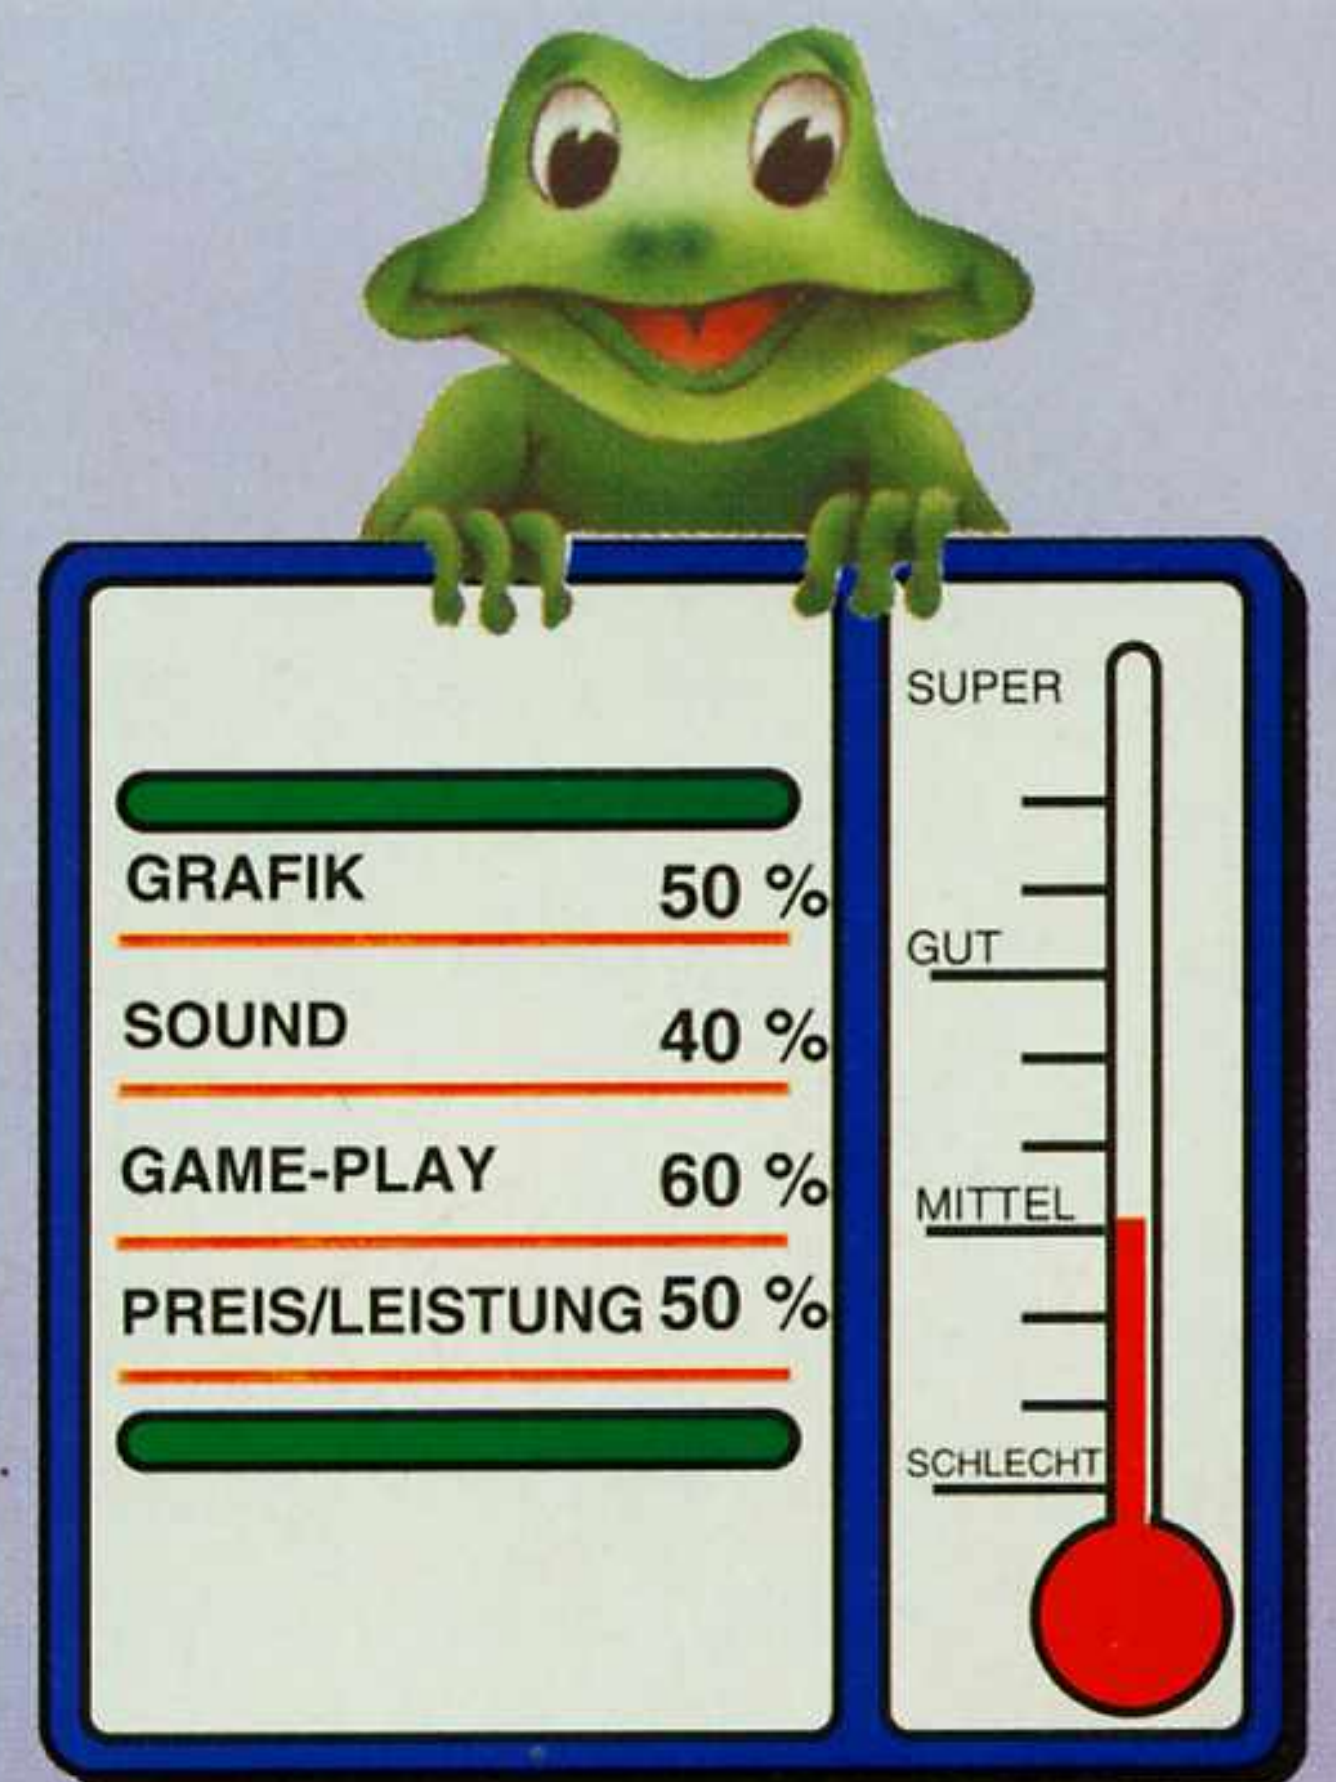 GRAFIK 50 %
SOUND 40 %
GAME-PLAY 60 %
PREIS/LEISTUNG 50 %
SUPER
GUT
MITTEL
SCHLECHT